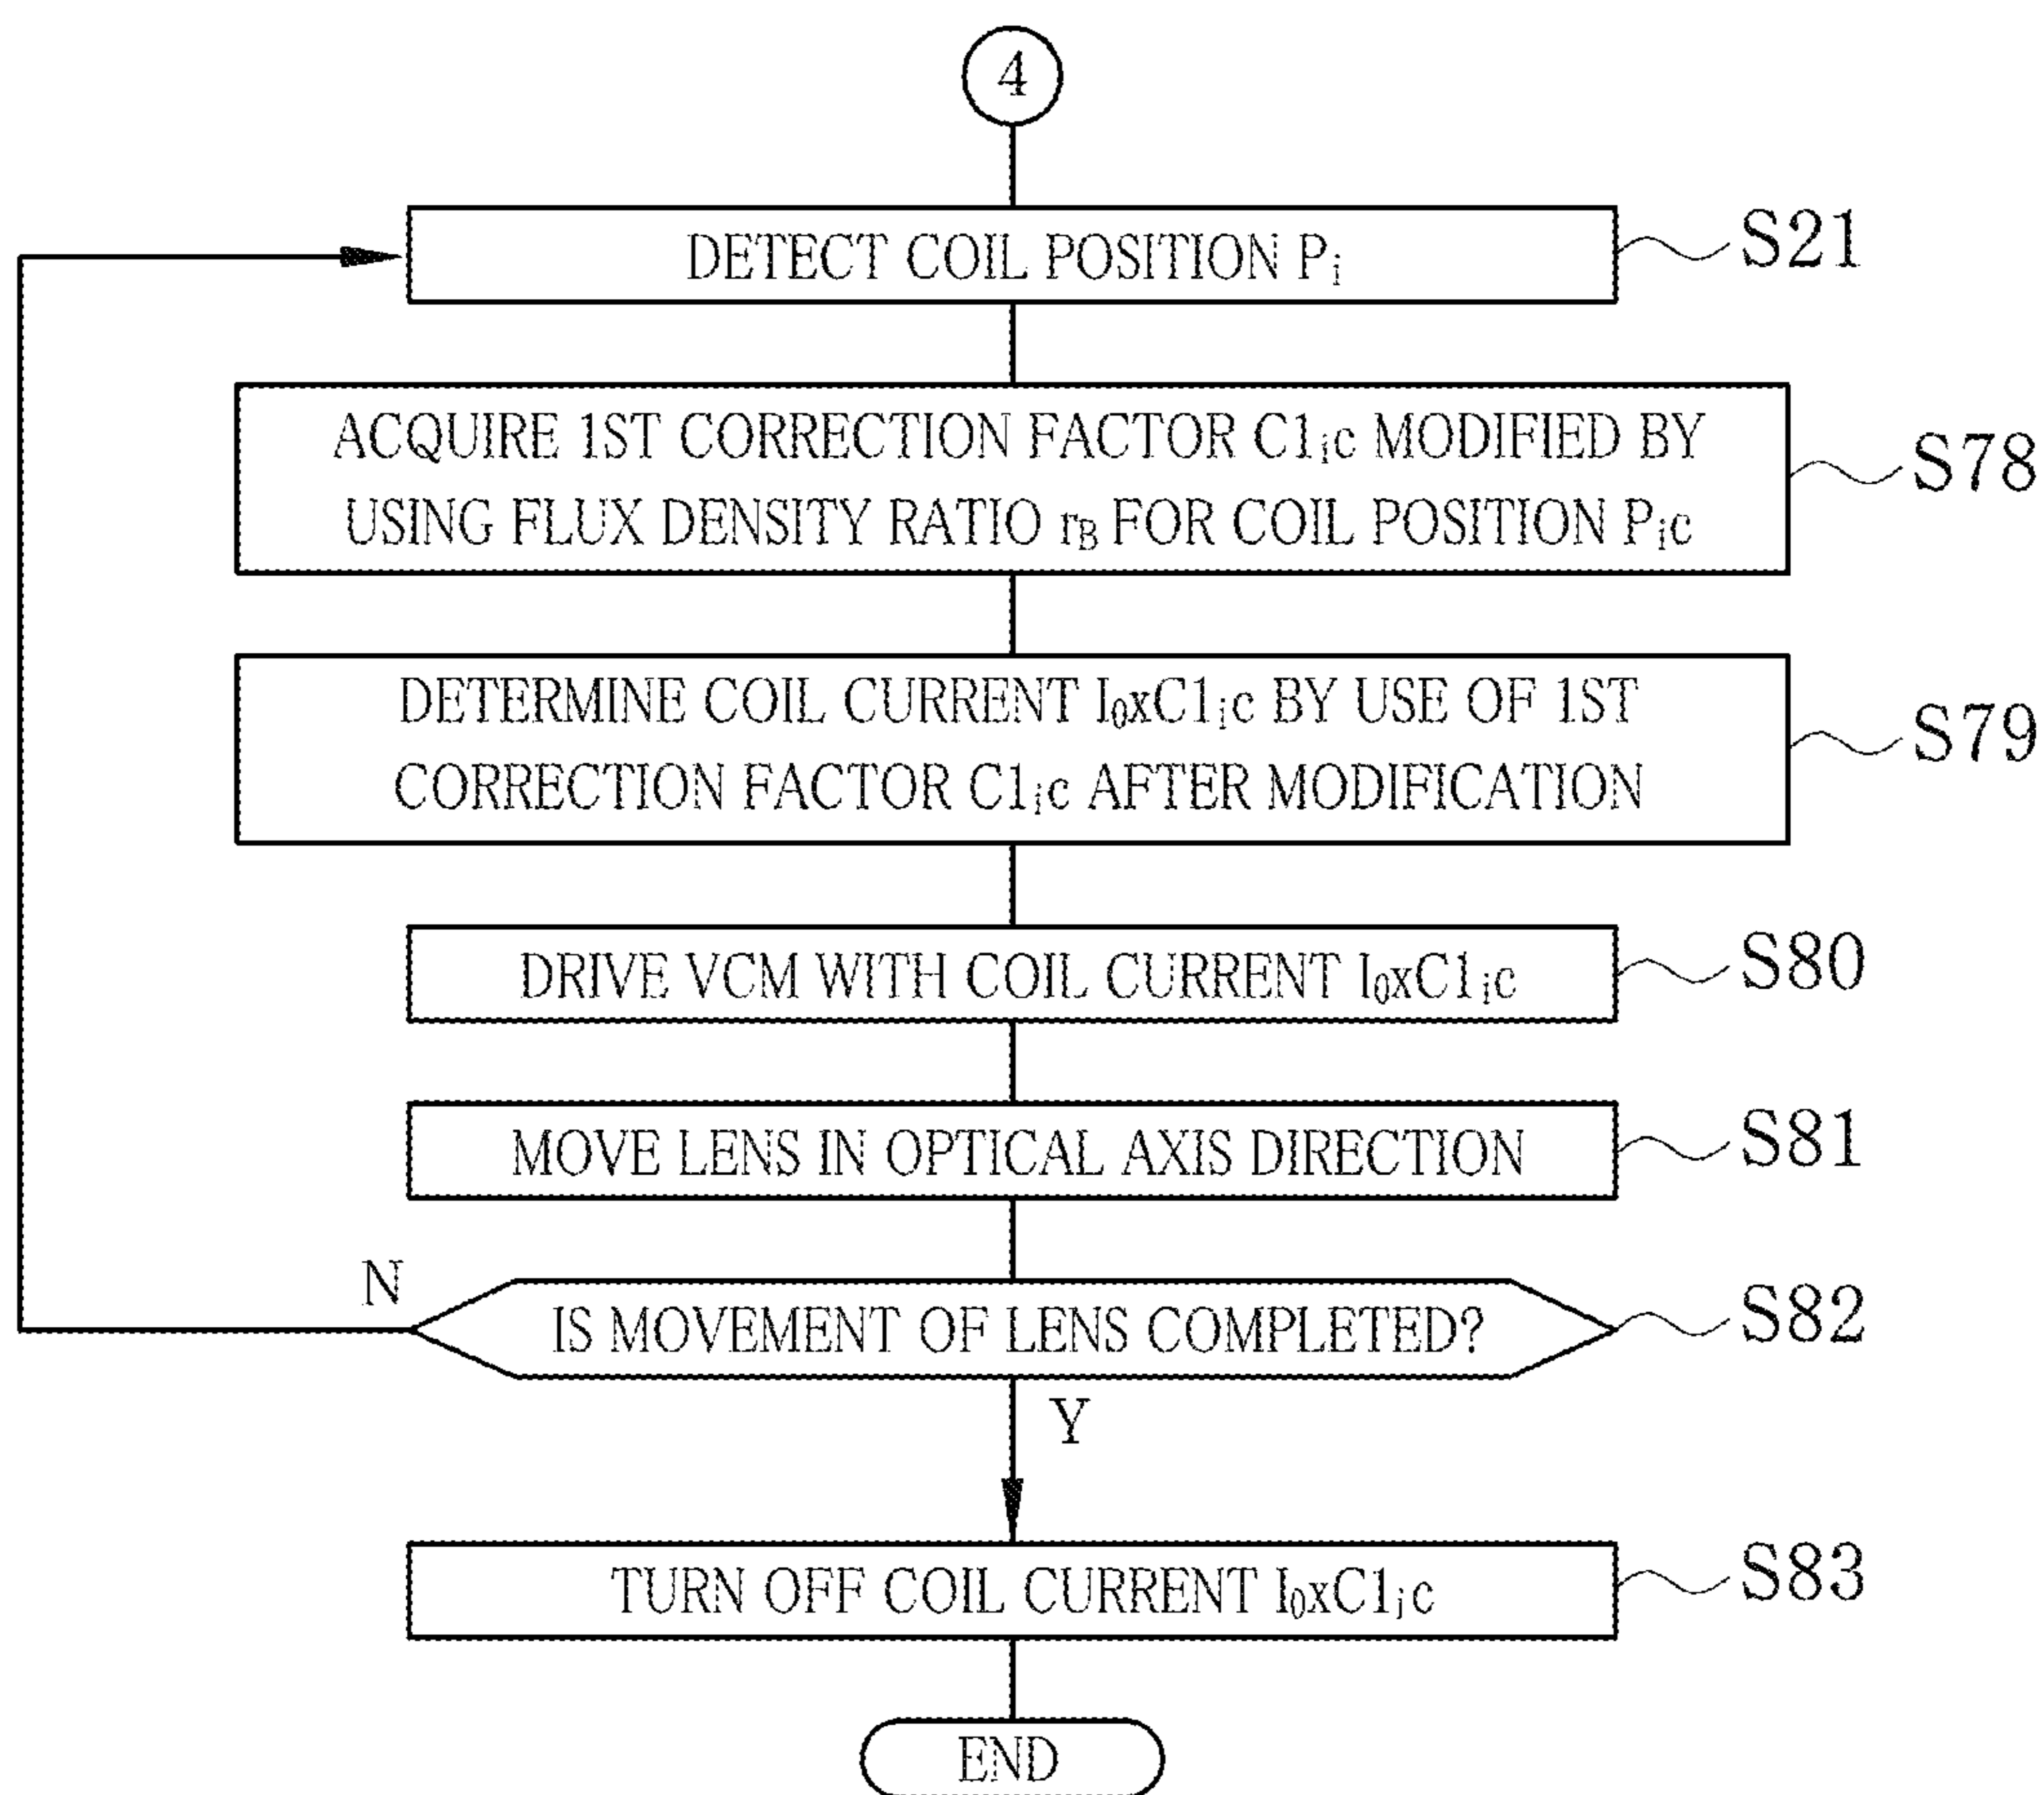 4
DETECT COIL POSITION Pᵢ
S21
ACQUIRE 1ST CORRECTION FACTOR C1ᵢc MODIFIED BY
USING FLUX DENSITY RATIO rB FOR COIL POSITION Pᵢc
S78
DETERMINE COIL CURRENT I₀xC1ᵢc BY USE OF 1ST
CORRECTION FACTOR C1ᵢc AFTER MODIFICATION
S79
DRIVE VCM WITH COIL CURRENT I₀xC1ᵢc
S80
MOVE LENS IN OPTICAL AXIS DIRECTION
S81
N
IS MOVEMENT OF LENS COMPLETED?
S82
Y
TURN OFF COIL CURRENT I₀xC1ᵢc
S83
END